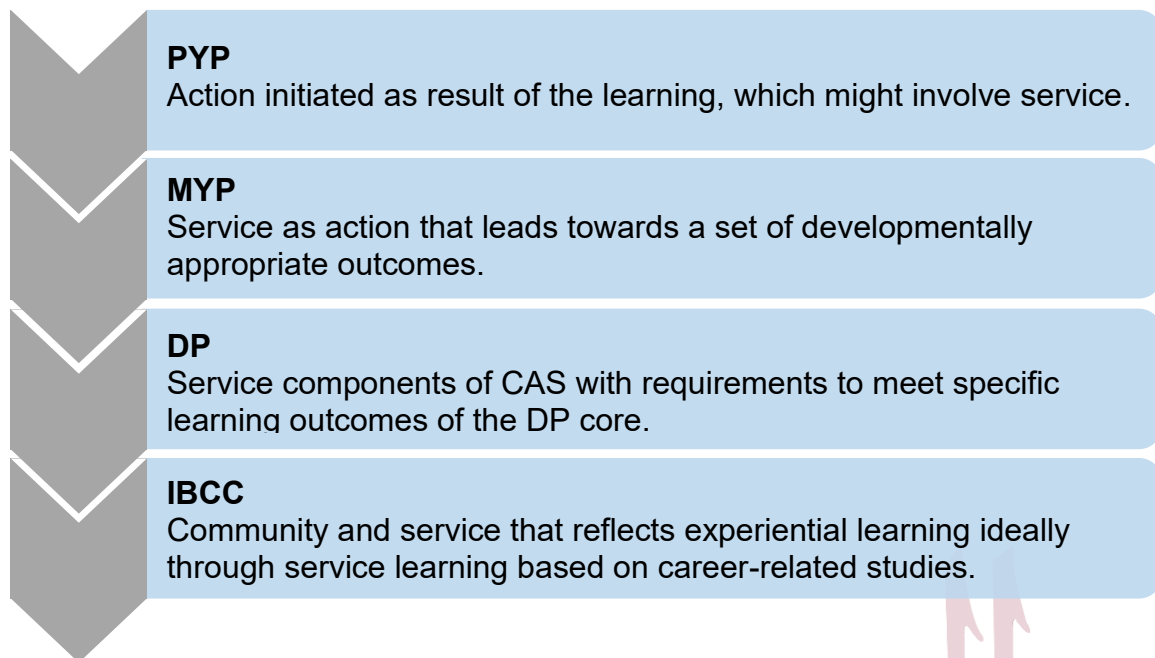 PYP
Action initiated as result of the learning, which might involve service.
MYP
Service as action that leads towards a set of developmentally
appropriate outcomes.
DP
Service components of CAS with requirements to meet specific
learning outcomes of the DP core.
IBCC
Community and service that reflects experiential learning ideally
through service learning based on career-related studies.